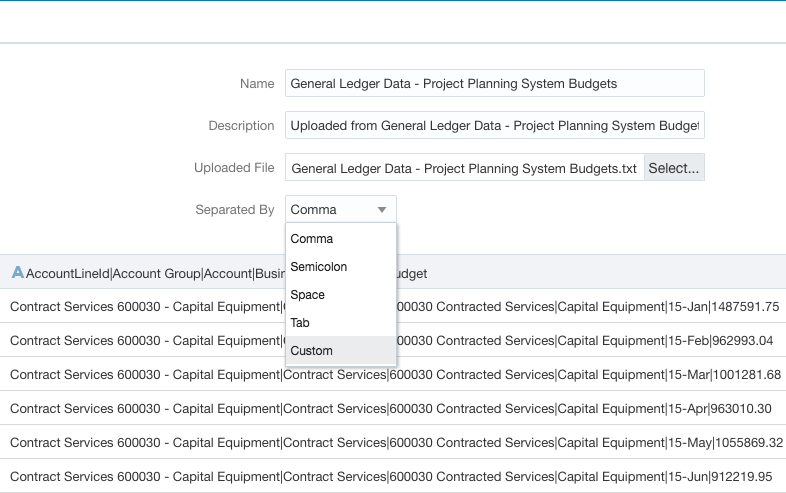 Name General Ledger Data - Project Planning System Budgets
Description Uploaded from General Ledger Data - Project Planning System Budget
Uploaded File General Ledger Data - Project Planning System Budgets.txt Select...
Separated By Comma
Comma
Semicolon
Space
Tab
Custom
A AccountLineId|Account Group|Account|Busin udget
Contract Services 600030 - Capital Equipment|C 00030 Contracted Services|Capital Equipment|15-Jan|1487591.75
Contract Services 600030 - Capital Equipment|C 00030 Contracted Services|Capital Equipment|15-Feb|962993.04
Contract Services 600030 - Capital Equipment|Contract Services|600030 Contracted Services|Capital Equipment|15-Mar|1001281.68
Contract Services 600030 - Capital Equipment|Contract Services|600030 Contracted Services|Capital Equipment|15-Apr|963010.30
Contract Services 600030 - Capital Equipment|Contract Services|600030 Contracted Services|Capital Equipment|15-May|1055869.32
Contract Services 600030 - Capital Equipment|Contract Services|600030 Contracted Services|Capital Equipment|15-Jun|912219.95